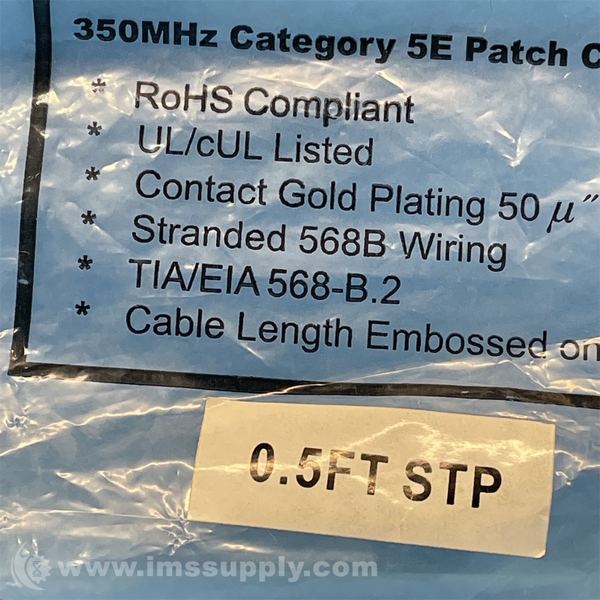 350MHz Category 5E Patch
* RoHS Compliant
* UL/cUL Listed
* Contact Gold Plating 50 μ"
* Stranded 568B Wiring
* TIA/EIA 568-B.2
* Cable Length Embossed on
0.5FT STP
www.imssupply.com